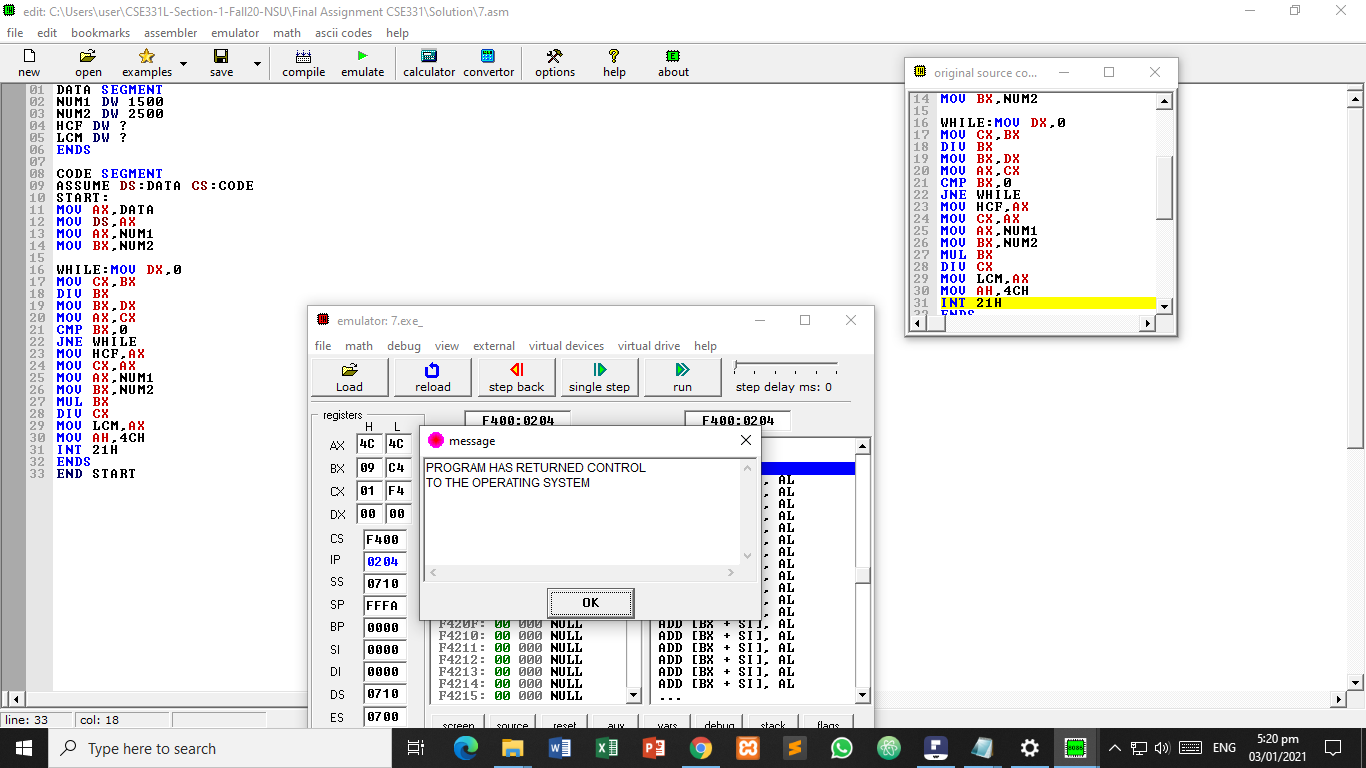 edit: C:\Users\user\CSE331L-Section-1-Fall20-NSU\Final Assignment CSE331\Solution\7.asm
file edit bookmarks assembler emulator math ascii codes help
new open examples save compile emulate calculator convertor options help about
01 DATA SEGMENT
02 NUM1 DW 1500
03 NUM2 DW 2500
04 HCF DW ?
05 LCM DW ?
06 ENDS
07
08 CODE SEGMENT
09 ASSUME DS:DATA CS:CODE
10 START:
11 MOV AX,DATA
12 MOV DS,AX
13 MOV AX,NUM1
14 MOV BX,NUM2
15
16 WHILE:MOV DX,0
17 MOV CX,BX
18 DIV BX
19 MOV BX,DX
20 MOV AX,CX
21 CMP BX,0
22 JNE WHILE
23 MOV HCF,AX
24 MOV CX,AX
25 MOV AX,NUM1
26 MOV BX,NUM2
27 MUL BX
28 DIV CX
29 MOV LCM,AX
30 MOV AH,4CH
31 INT 21H
32 ENDS
33 END START
original source co...
14 MOV BX,NUM2
15
16 WHILE:MOV DX,0
17 MOV CX,BX
18 DIV BX
19 MOV BX,DX
20 MOV AX,CX
21 CMP BX,0
22 JNE WHILE
23 MOV HCF,AX
24 MOV CX,AX
25 MOV AX,NUM1
26 MOV BX,NUM2
27 MUL BX
28 DIV CX
29 MOV LCM,AX
30 MOV AH,4CH
31 INT 21H
32 ENDS
emulator: 7.exe_
file math debug view external virtual devices virtual drive help
Load reload step back single step run step delay ms: 0
registers
H L
F400:0204 F400:0204
AX 4C 4C
BX 09 C4
CX 01 F4
DX 00 00
CS F400
IP 0204
SS 0710
SP FFFA
BP 0000
SI 0000
DI 0000
DS 0710
ES 0700
message
PROGRAM HAS RETURNED CONTROL
TO THE OPERATING SYSTEM
OK
, AL
, AL
, AL
, AL
, AL
, AL
, AL
, AL
, AL
, AL
, AL
, AL
F420F: 00 000 NULL ADD [BX + SI], AL
F4210: 00 000 NULL ADD [BX + SI], AL
F4211: 00 000 NULL ADD [BX + SI], AL
F4212: 00 000 NULL ADD [BX + SI], AL
F4213: 00 000 NULL ADD [BX + SI], AL
F4214: 00 000 NULL ADD [BX + SI], AL
F4215: 00 000 NULL ...
screen source reset aux vars debug stack flags
line: 33 col: 18
Type here to search
ENG
5:20 pm
03/01/2021